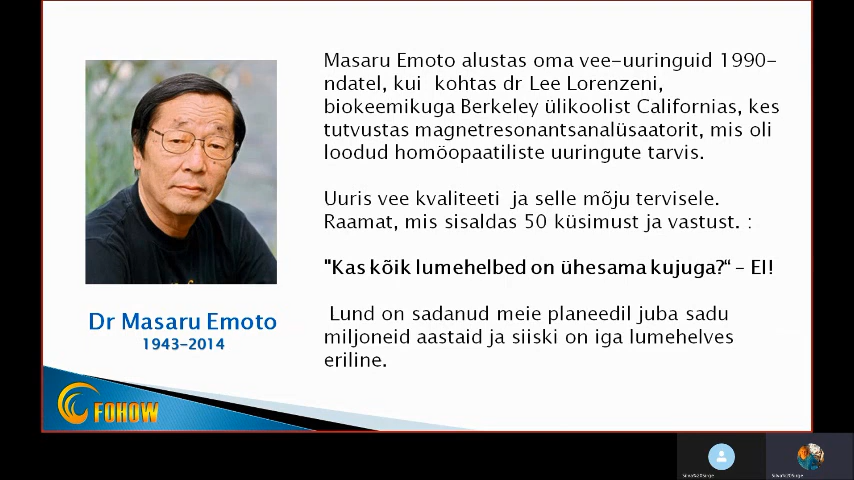 Masaru Emoto alustas oma vee-uuringuid 1990-
ndatel, kui kohtas dr Lee Lorenzeni,
biokeemikuga Berkeley ülikoolist Californias, kes
tutvustas magnetresonantsanalüsaatorit, mis oli
loodud homöopaatiliste uuringute tarvis.
Uuris vee kvaliteeti ja selle mõju tervisele.
Raamat, mis sisaldas 50 küsimust ja vastust. :
"Kas kõik lumehelbed on ühesama kujuga?“ – EI!
Lund on sadanud meie planeedil juba sadu
miljoneid aastaid ja siiski on iga lumehelves
eriline.
Dr Masaru Emoto
1943-2014
FOHOW